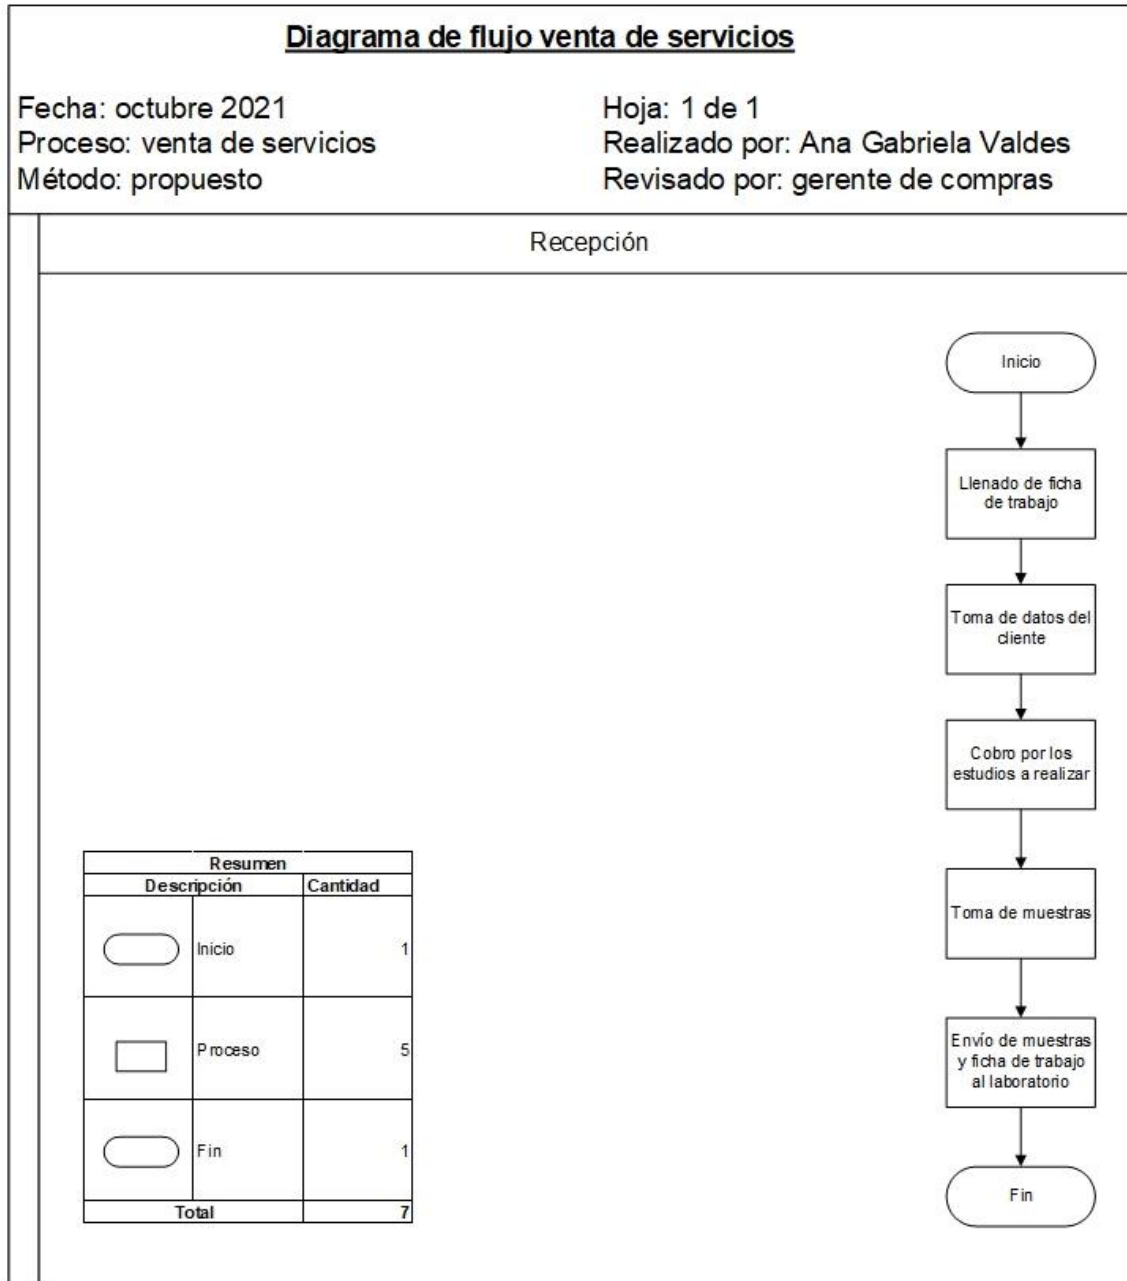 Diagrama de flujo venta de servicios
Fecha: octubre 2021
Proceso: venta de servicios
Método: propuesto
Hoja: 1 de 1
Realizado por: Ana Gabriela Valdes
Revisado por: gerente de compras
Recepción
Inicio
Llenado de ficha
de trabajo
Toma de datos del
cliente
Cobro por los
estudios a realizar
Toma de muestras
Envío de muestras
y ficha de trabajo
al laboratorio
Fin
Resumen
Descripción Cantidad
Inicio 1
Proceso 5
Fin 1
Total 7